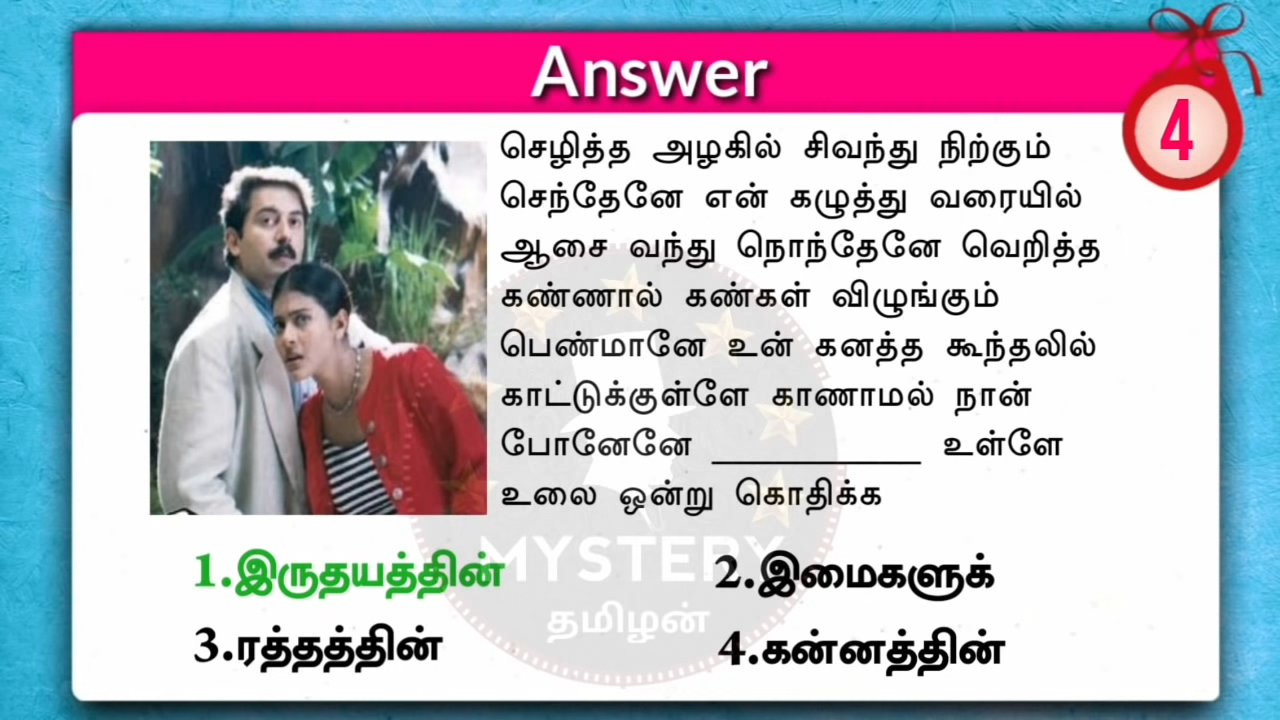 Answer
4
செழித்த அழகில் சிவந்து நிற்கும்
செந்தேனே என் கழுத்து வரையில்
ஆசை வந்து நொந்தேனே வெறித்த
கண்ணால் கண்கள் விழுங்கும்
பெண்மானே உன் கனத்த கூந்தலில்
காட்டுக்குள்ளே காணாமல் நான்
போனேனே ____________ உள்ளே
உலை ஒன்று கொதிக்க
MYSTERY
தமிழன்
1.இருதயத்தின் 2.இமைகளுக்
3.ரத்தத்தின் 4.கன்னத்தின்